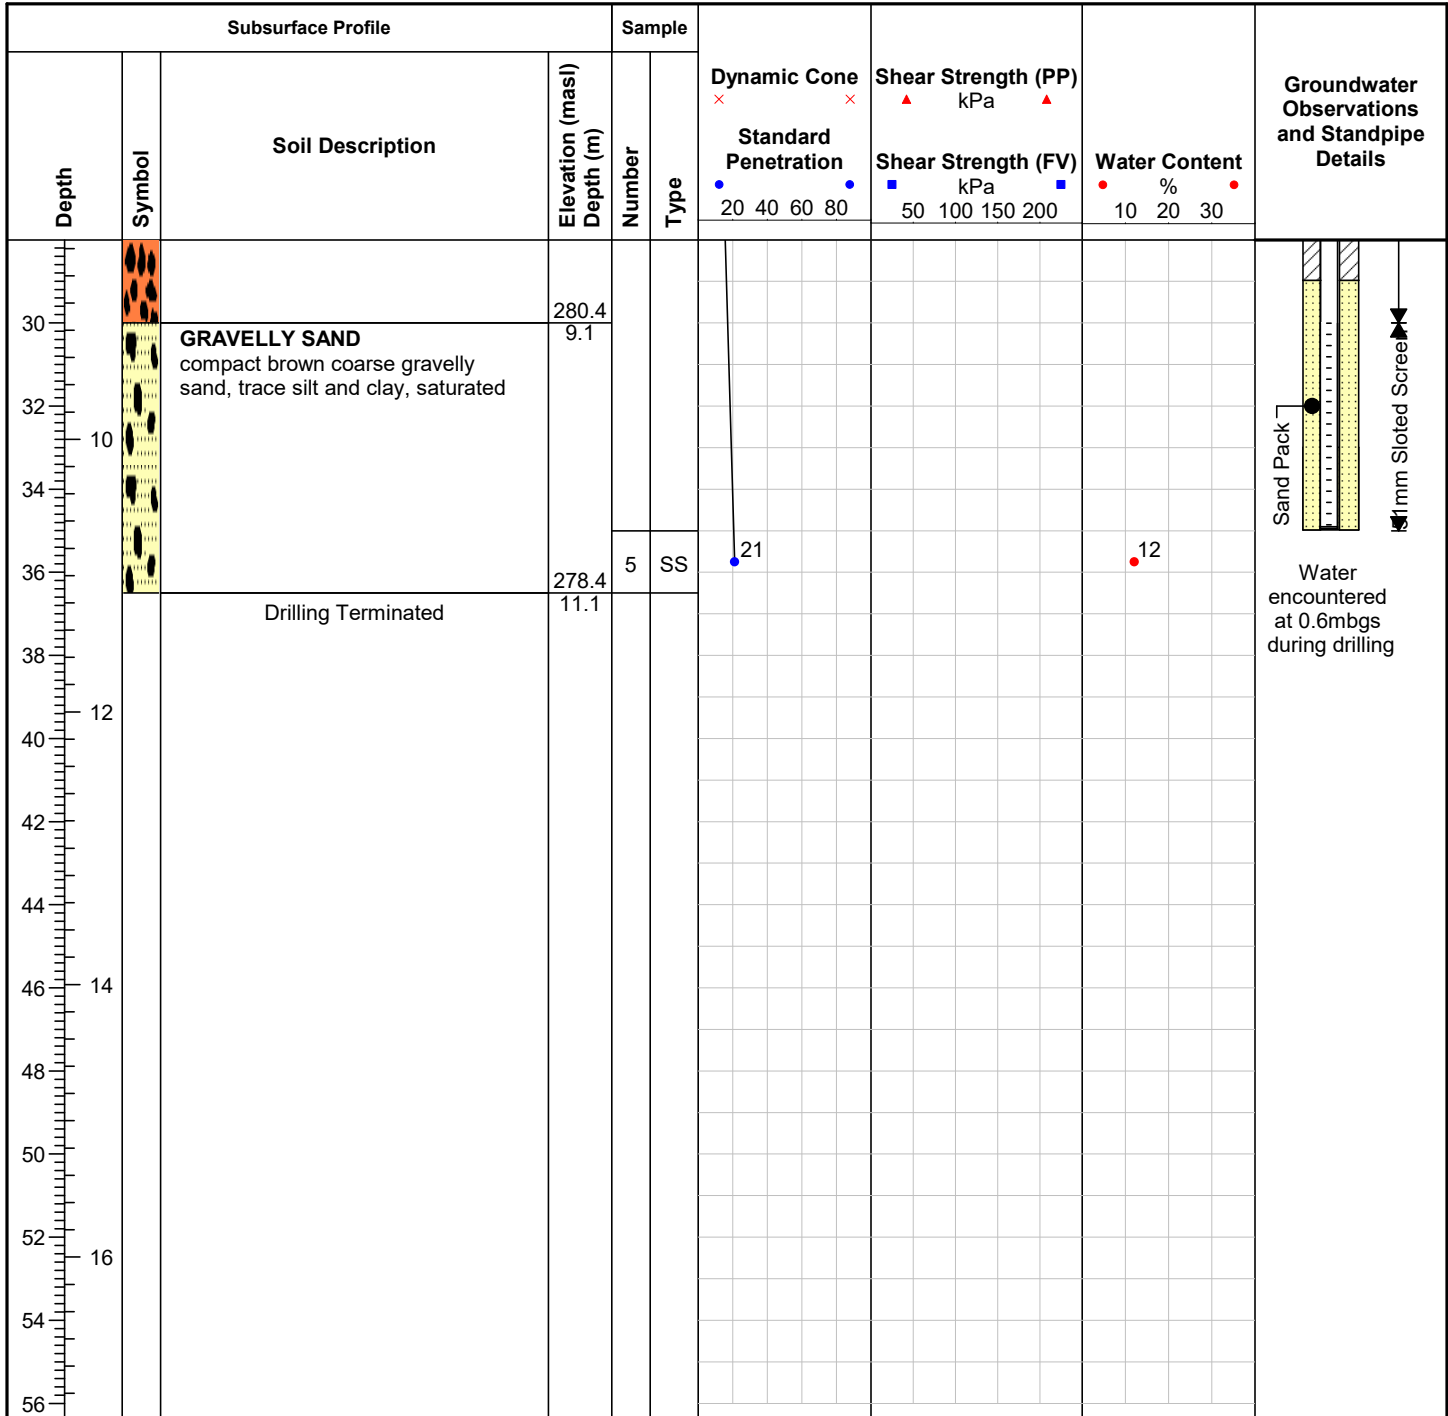 Subsurface Profile
Sample
Depth
Symbol
Soil Description
Elevation (masl)
Depth (m)
Number
Type
Dynamic Cone
Standard
Penetration
20 40 60 80
Shear Strength (PP)
kPa
Shear Strength (FV)
kPa
50 100 150 200
Water Content
%
10 20 30
Groundwater
Observations
and Standpipe
Details
280.4
30
9.1
GRAVELLY SAND
compact brown coarse gravelly
sand, trace silt and clay, saturated
32
10
34
Sand Pack
51mm Sloted Screen
21
12
5
SS
36
278.4
11.1
Drilling Terminated
Water
encountered
at 0.6mbgs
during drilling
38
12
40
42
44
46
14
48
50
52
16
54
56